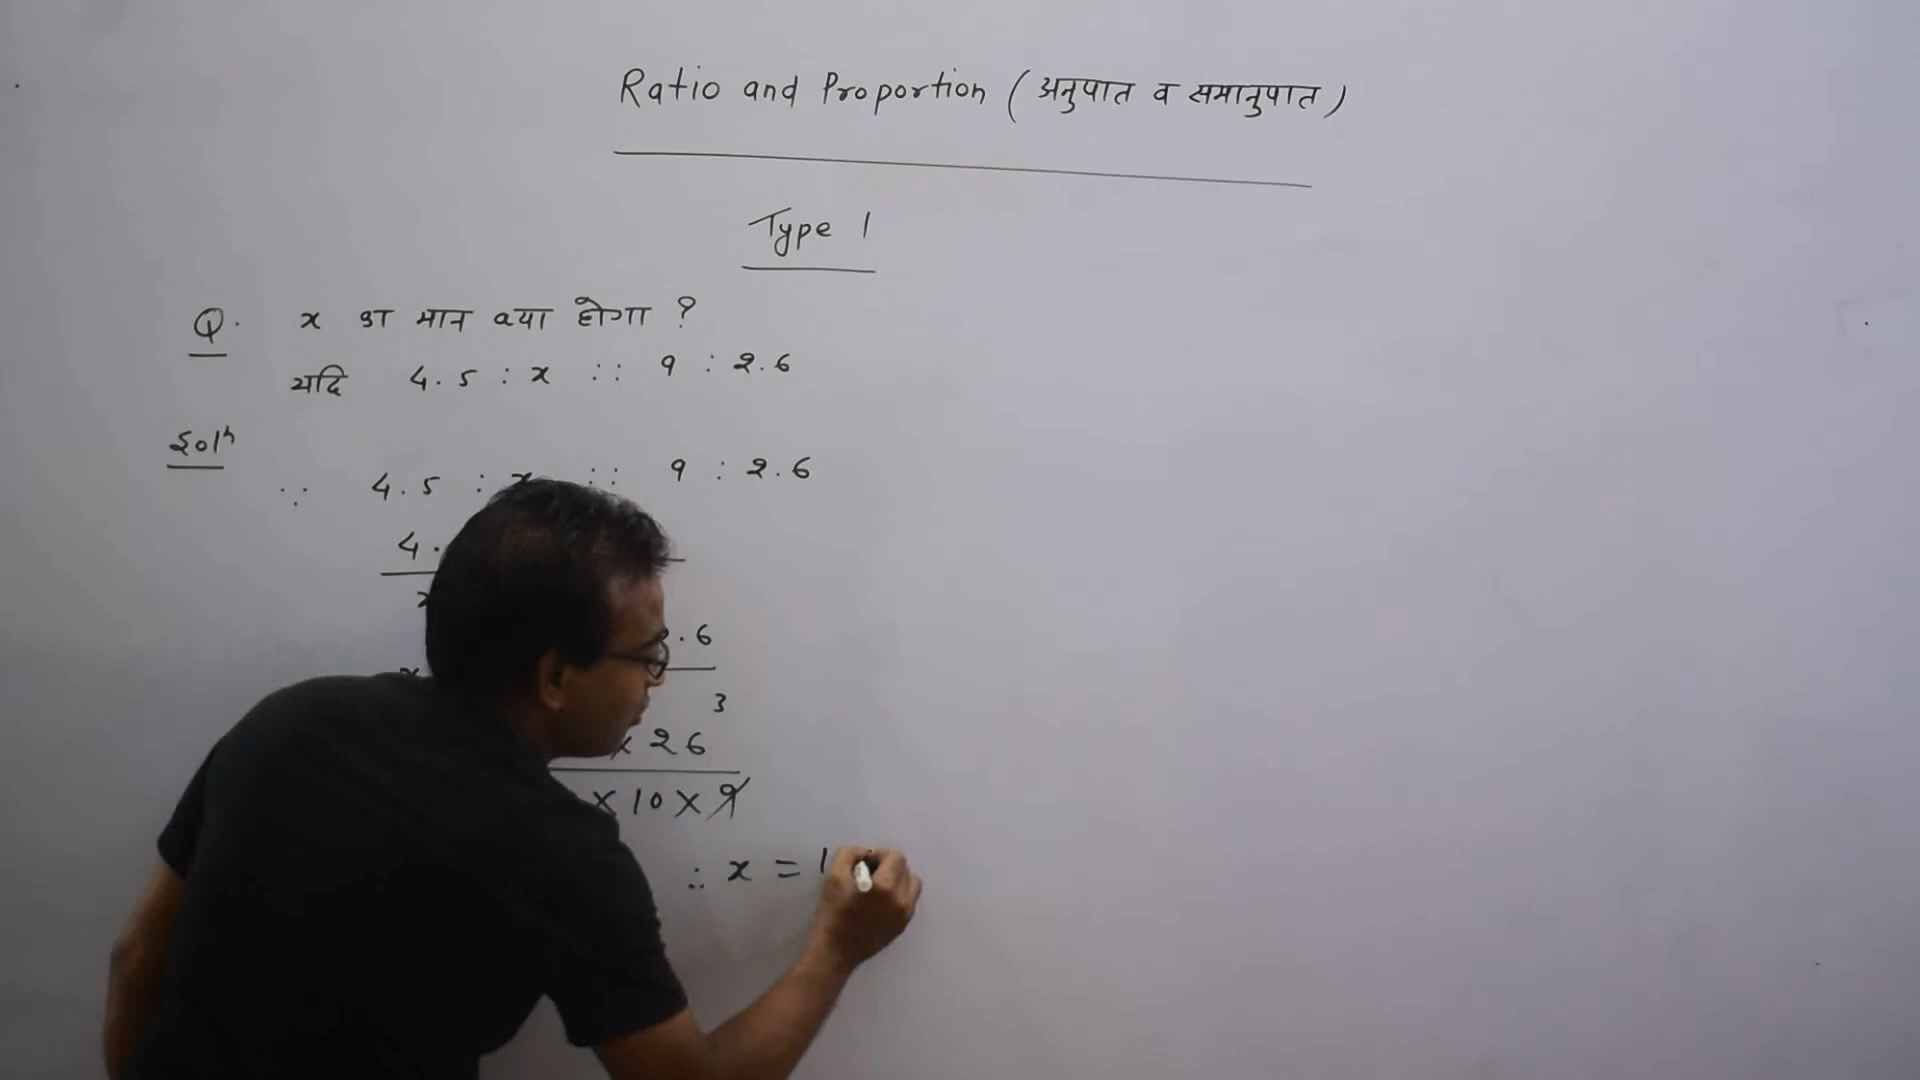 Ratio and Proportion (अनुपात व समानुपात)
Type 1
Q. x का मान क्या होगा ?
यदि 4.5 : x :: 9 : 2.6
Solⁿ
∵ 4.5 : x :: 9 : 2.6
4.
x
.6
x
3
x 26
x 10 x 9
∴ x = 1